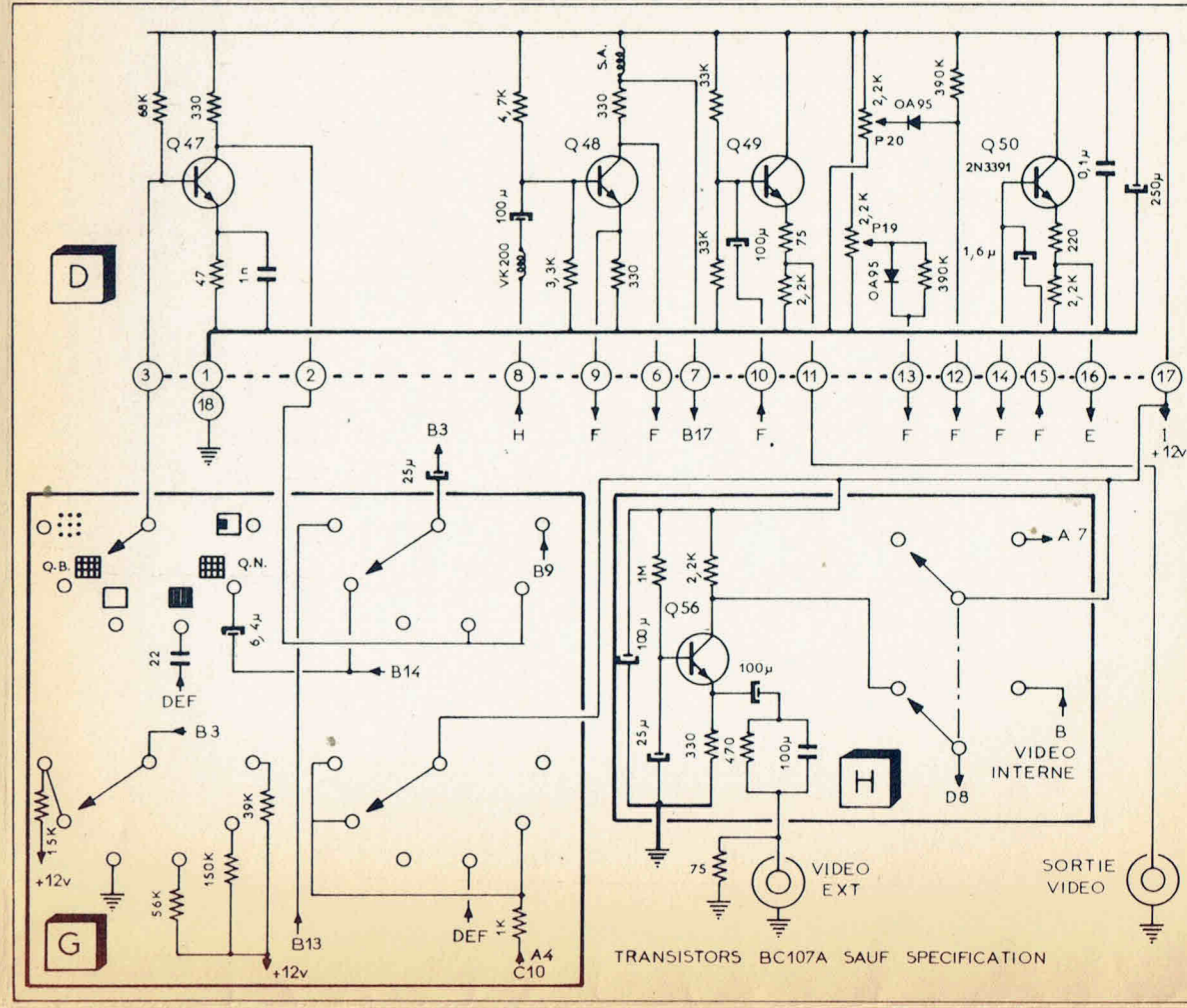 S.A.
68K
330
4,7K
330
33K
2,2K
OA95
390K
Q47
Q48
Q49
P20
Q50
2N3391
0,1µ
250µ
100µ
2,2K
P19
33K
100µ
75
1,6µ
220
D
47
1n
VK200
3,3K
330
2,2K
OA95
390K
2,2K
3
1
2
8
9
6
7
10
11
13
12
14
15
16
17
18
H
F
F
B17
F
F
F
F
F
E
I
+12v
B3
25µ
Q.B.
Q.N.
B9
A7
1M
2,2K
Q56
100µ
6,4µ
22
B14
100µ
DEF
B3
25µ
330
470
100µ
H
B
VIDEO
INTERNE
D8
15K
39K
+12v
150K
56K
75
VIDEO
EXT
SORTIE
VIDEO
G
+12v
B13
DEF
1K
A4
C10
TRANSISTORS BC107A SAUF SPECIFICATION